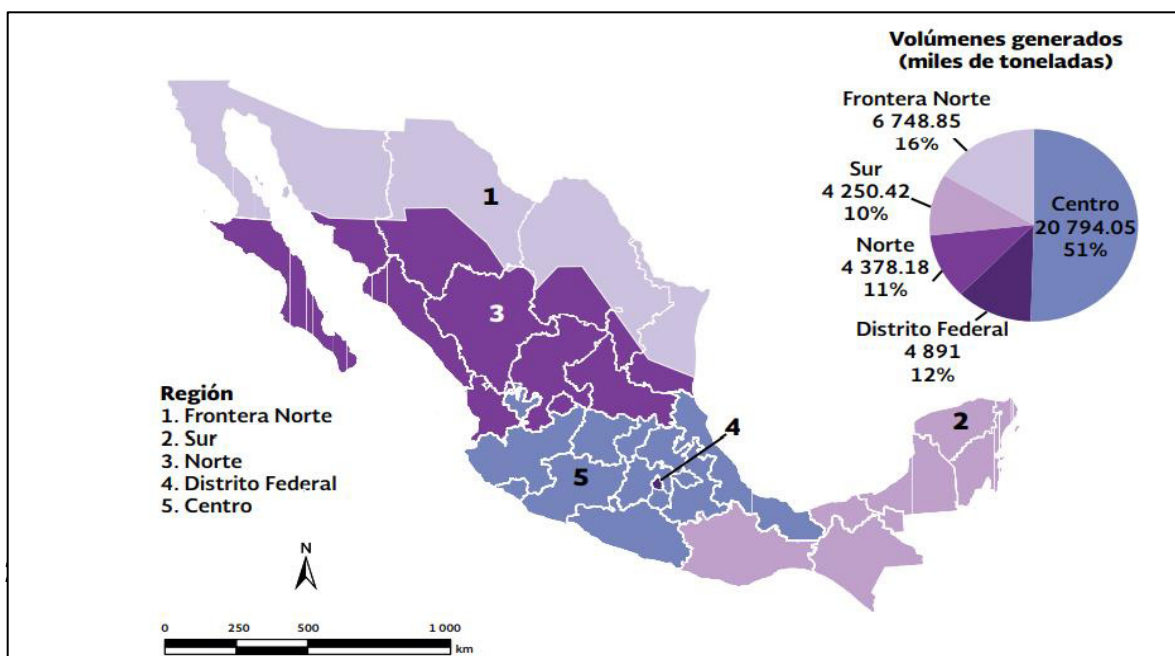 Volúmenes generados
(miles de toneladas)
Frontera Norte
6 748.85
16%
Sur
4 250.42
10%
Norte
4 378.18
11%
Distrito Federal
4 891
12%
Centro
20 794.05
51%
1
3
2
4
5
Región
1. Frontera Norte
2. Sur
3. Norte
4. Distrito Federal
5. Centro
N
0 250 500 1 000
km